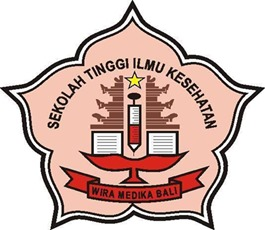 SEKOLAH TINGGI ILMU KESEHATAN
WIRA MEDIKA BALI